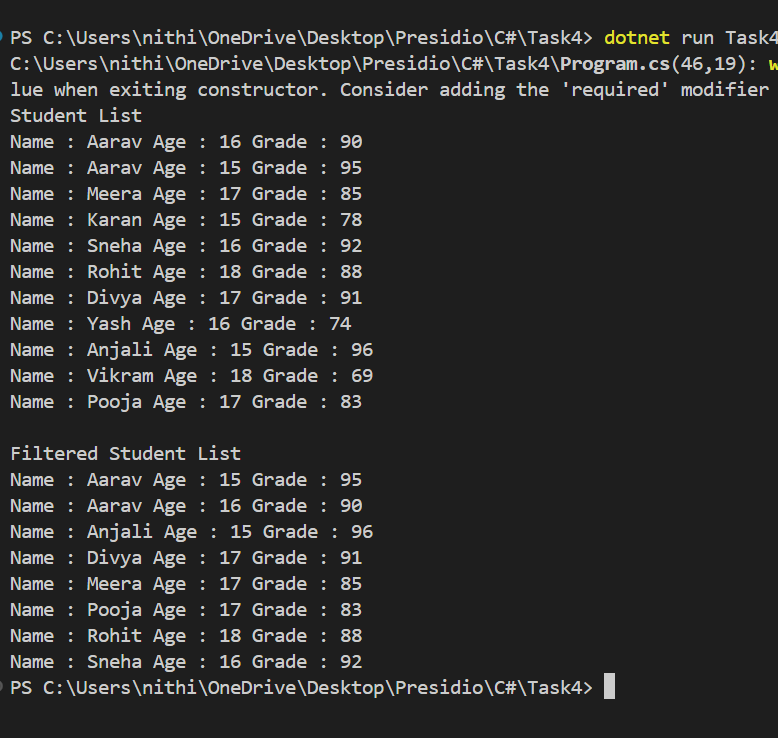 PS C:\Users\nithi\OneDrive\Desktop\Presidio\C#\Task4> dotnet run Task4
C:\Users\nithi\OneDrive\Desktop\Presidio\C#\Task4\Program.cs(46,19): w
lue when exiting constructor. Consider adding the 'required' modifier
Student List
Name : Aarav Age : 16 Grade : 90
Name : Aarav Age : 15 Grade : 95
Name : Meera Age : 17 Grade : 85
Name : Karan Age : 15 Grade : 78
Name : Sneha Age : 16 Grade : 92
Name : Rohit Age : 18 Grade : 88
Name : Divya Age : 17 Grade : 91
Name : Yash Age : 16 Grade : 74
Name : Anjali Age : 15 Grade : 96
Name : Vikram Age : 18 Grade : 69
Name : Pooja Age : 17 Grade : 83
Filtered Student List
Name : Aarav Age : 15 Grade : 95
Name : Aarav Age : 16 Grade : 90
Name : Anjali Age : 15 Grade : 96
Name : Divya Age : 17 Grade : 91
Name : Meera Age : 17 Grade : 85
Name : Pooja Age : 17 Grade : 83
Name : Rohit Age : 18 Grade : 88
Name : Sneha Age : 16 Grade : 92
PS C:\Users\nithi\OneDrive\Desktop\Presidio\C#\Task4>